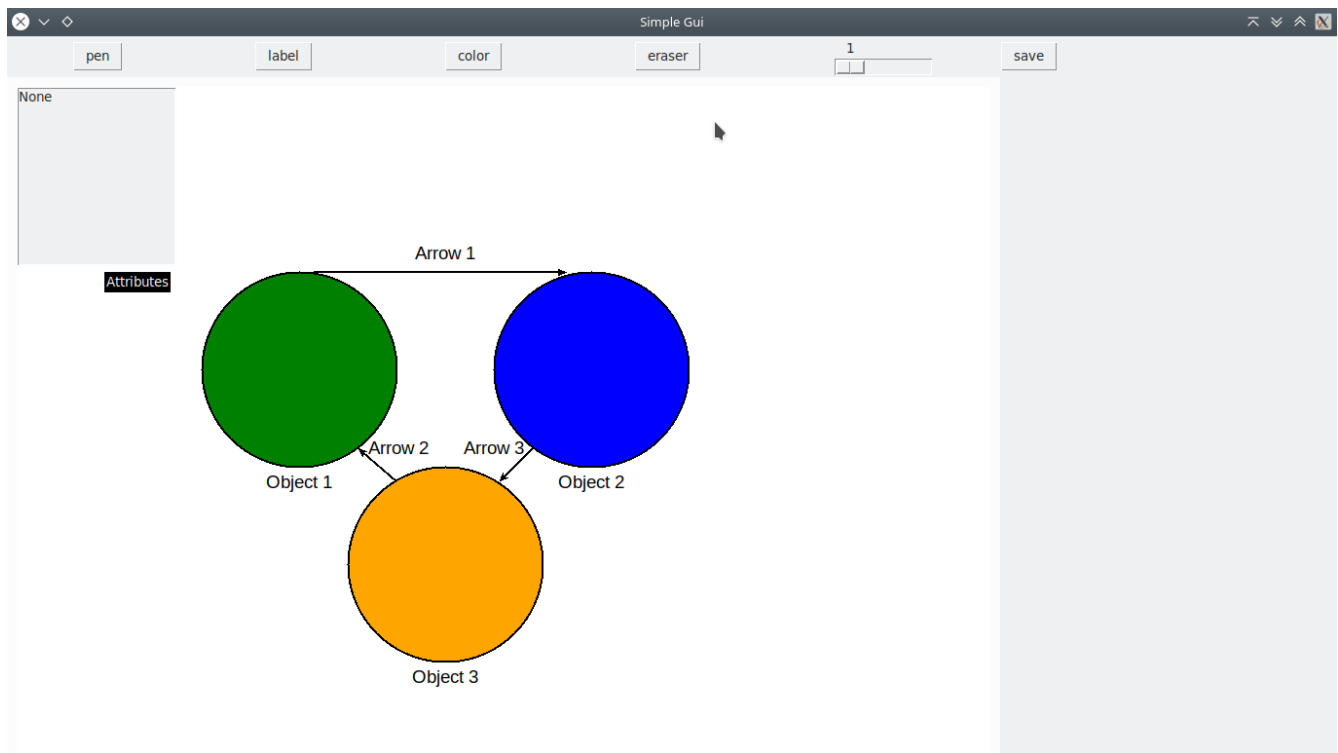 Simple Gui
pen
label
color
eraser
1
save
None
Arrow 1
Attributes
Arrow 2
Arrow 3
Object 1
Object 2
Object 3